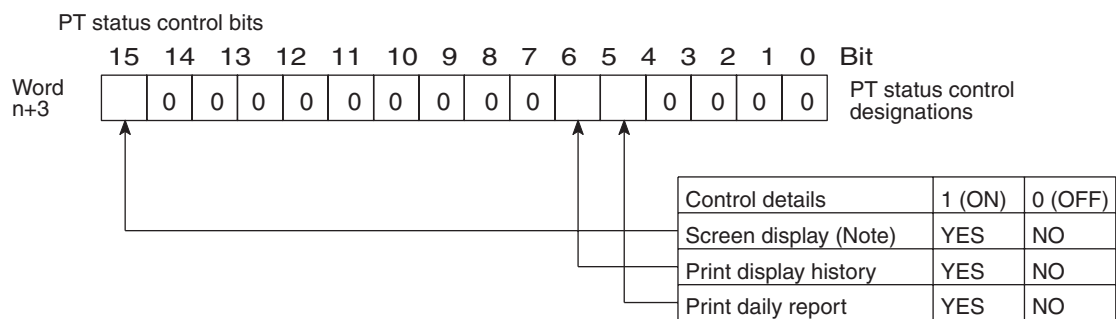 PT status control bits
15 14 13 12 11 10 9 8 7 6 5 4 3 2 1 0 Bit
Word
n+3
0 0 0 0 0 0 0 0 0 0 0 0 0
PT status control
designations
Control details 1 (ON) 0 (OFF)
Screen display (Note) YES NO
Print display history YES NO
Print daily report YES NO